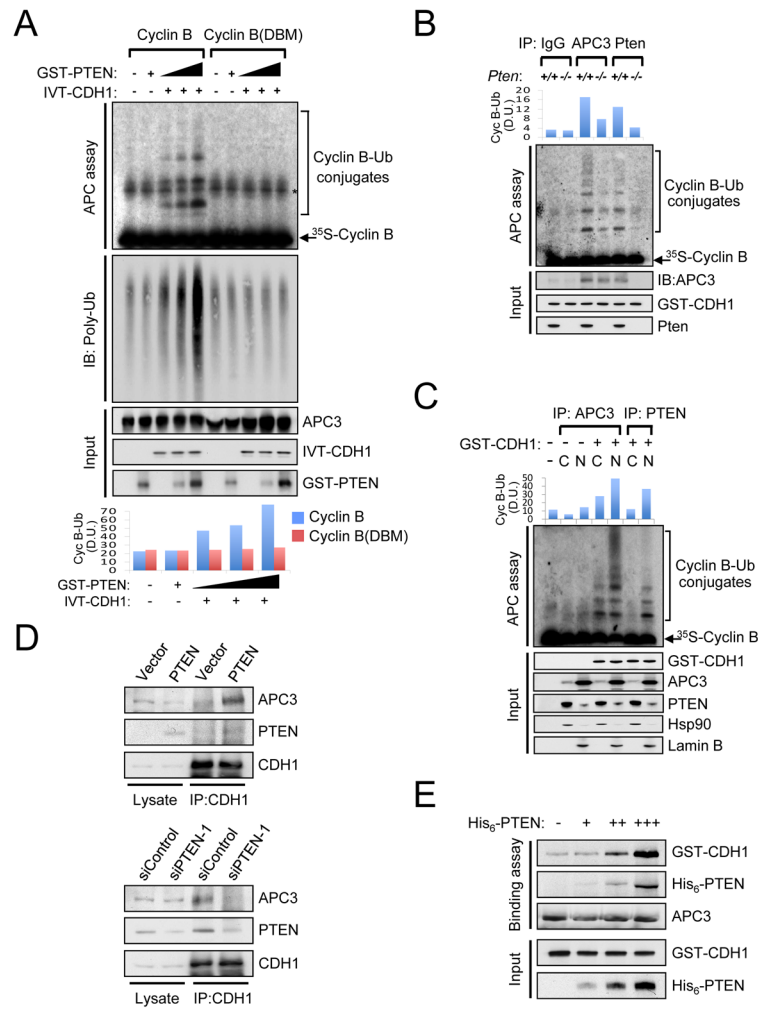 A
Cyclin B Cyclin B(DBM)
GST-PTEN: - + - +
IVT-CDH1: + + + + + +
APC assay
Cyclin B-Ub
conjugates
*
35S-Cyclin B
IB: Poly-Ub
Input
APC3
IVT-CDH1
GST-PTEN
Cyc B-Ub
(D.U.)
70
60
50
40
30
20
10
0
Cyclin B
Cyclin B(DBM)
GST-PTEN: - +
IVT-CDH1: - - + + +
B
IP: IgG APC3 Pten
Pten: +/+ -/- +/+ -/- +/+ -/-
Cyc B-Ub
(D.U.)
20
16
12
8
4
0
APC assay
Cyclin B-Ub
conjugates
35S-Cyclin B
Input
IB:APC3
GST-CDH1
Pten
C
IP: APC3 IP: PTEN
GST-CDH1: - - + + + +
- C N C N C N
Cyc B-Ub
(D.U.)
50
40
30
20
10
0
APC assay
Cyclin B-Ub
conjugates
35S-Cyclin B
Input
GST-CDH1
APC3
PTEN
Hsp90
Lamin B
D
Vector PTEN Vector PTEN
APC3
PTEN
CDH1
Lysate IP:CDH1
siControl siPTEN-1 siControl siPTEN-1
APC3
PTEN
CDH1
Lysate IP:CDH1
E
His6-PTEN: - + ++ +++
Binding assay
GST-CDH1
His6-PTEN
APC3
Input
GST-CDH1
His6-PTEN